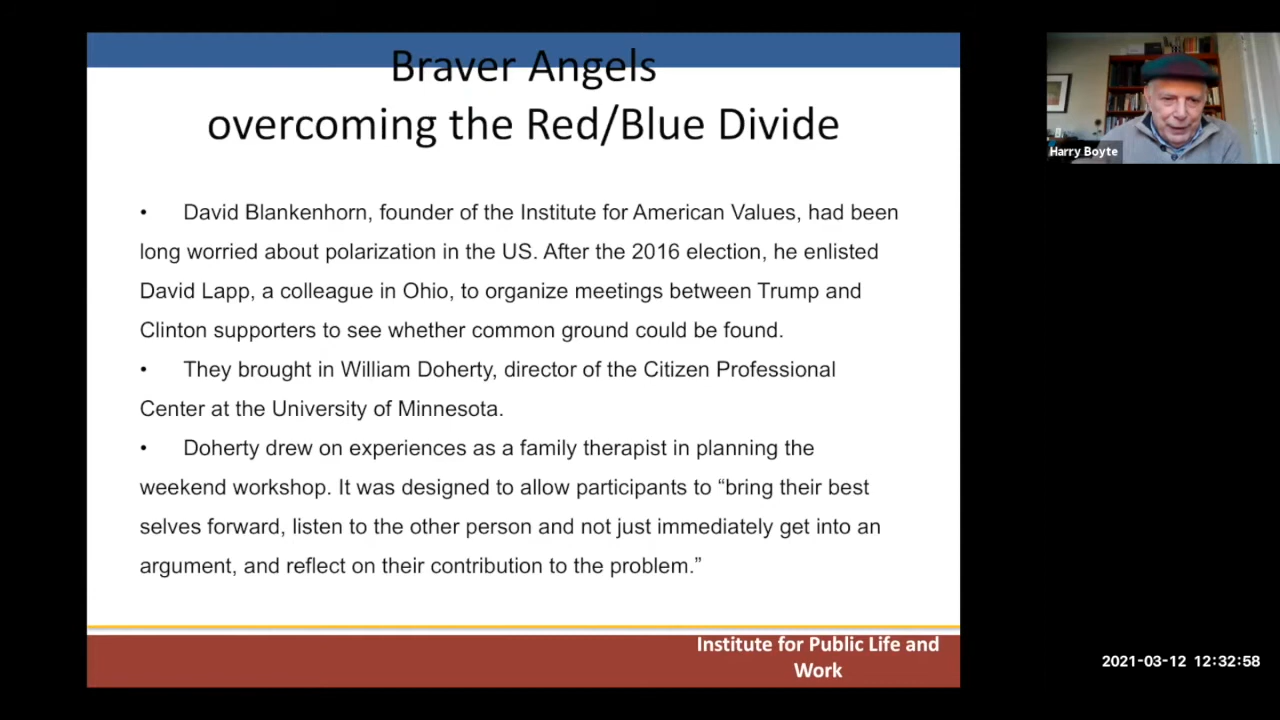 Braver Angels
overcoming the Red/Blue Divide
• David Blankenhorn, founder of the Institute for American Values, had been
long worried about polarization in the US. After the 2016 election, he enlisted
David Lapp, a colleague in Ohio, to organize meetings between Trump and
Clinton supporters to see whether common ground could be found.
• They brought in William Doherty, director of the Citizen Professional
Center at the University of Minnesota.
• Doherty drew on experiences as a family therapist in planning the
weekend workshop. It was designed to allow participants to “bring their best
selves forward, listen to the other person and not just immediately get into an
argument, and reflect on their contribution to the problem.”
Institute for Public Life and
Work
Harry Boyte
2021-03-12 12:32:58